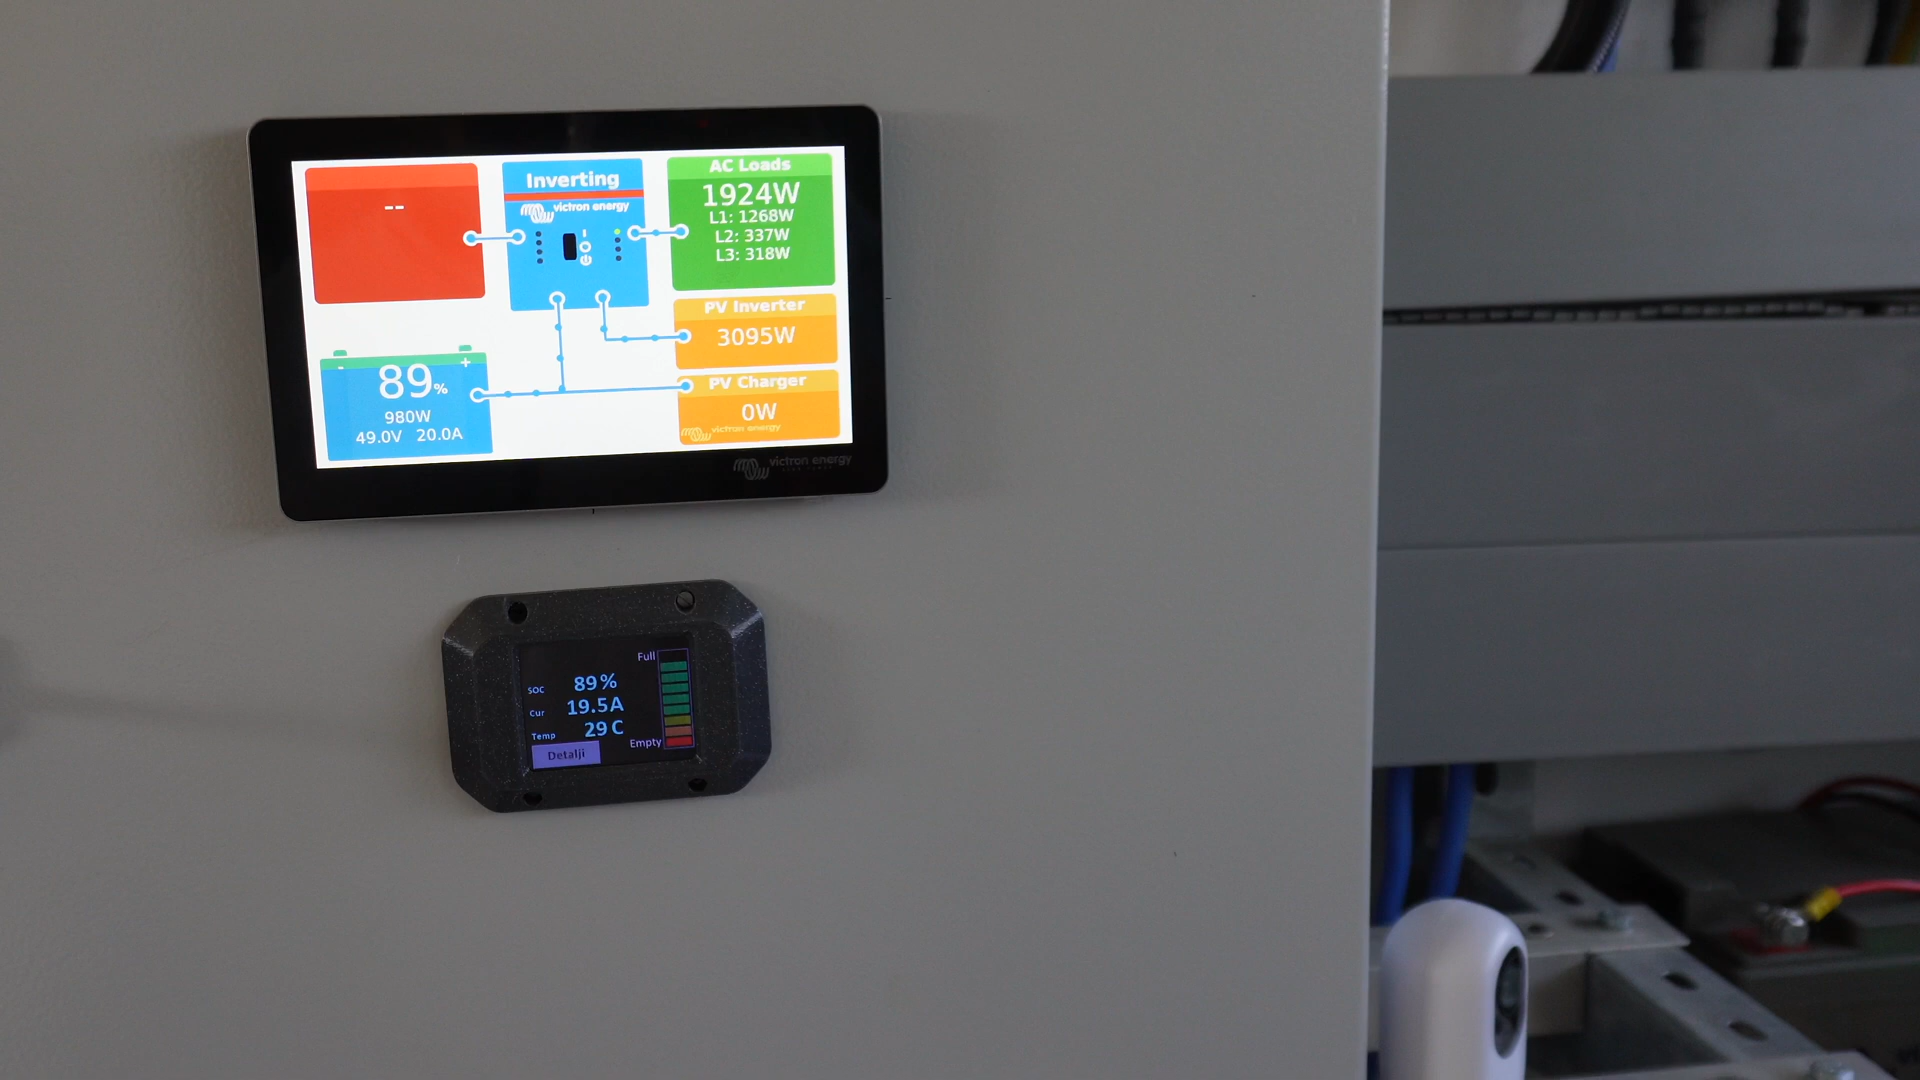 --
Inverting
victron energy
AC Loads
1924W
L1: 1268W
L2: 337W
L3: 318W
PV Inverter
3095W
PV Charger
0W
victron energy
- +
89%
980W
49.0V 20.0A
victron energy
Full
SOC 89%
Cur 19.5A
Temp 29 C
Empty
Detalji